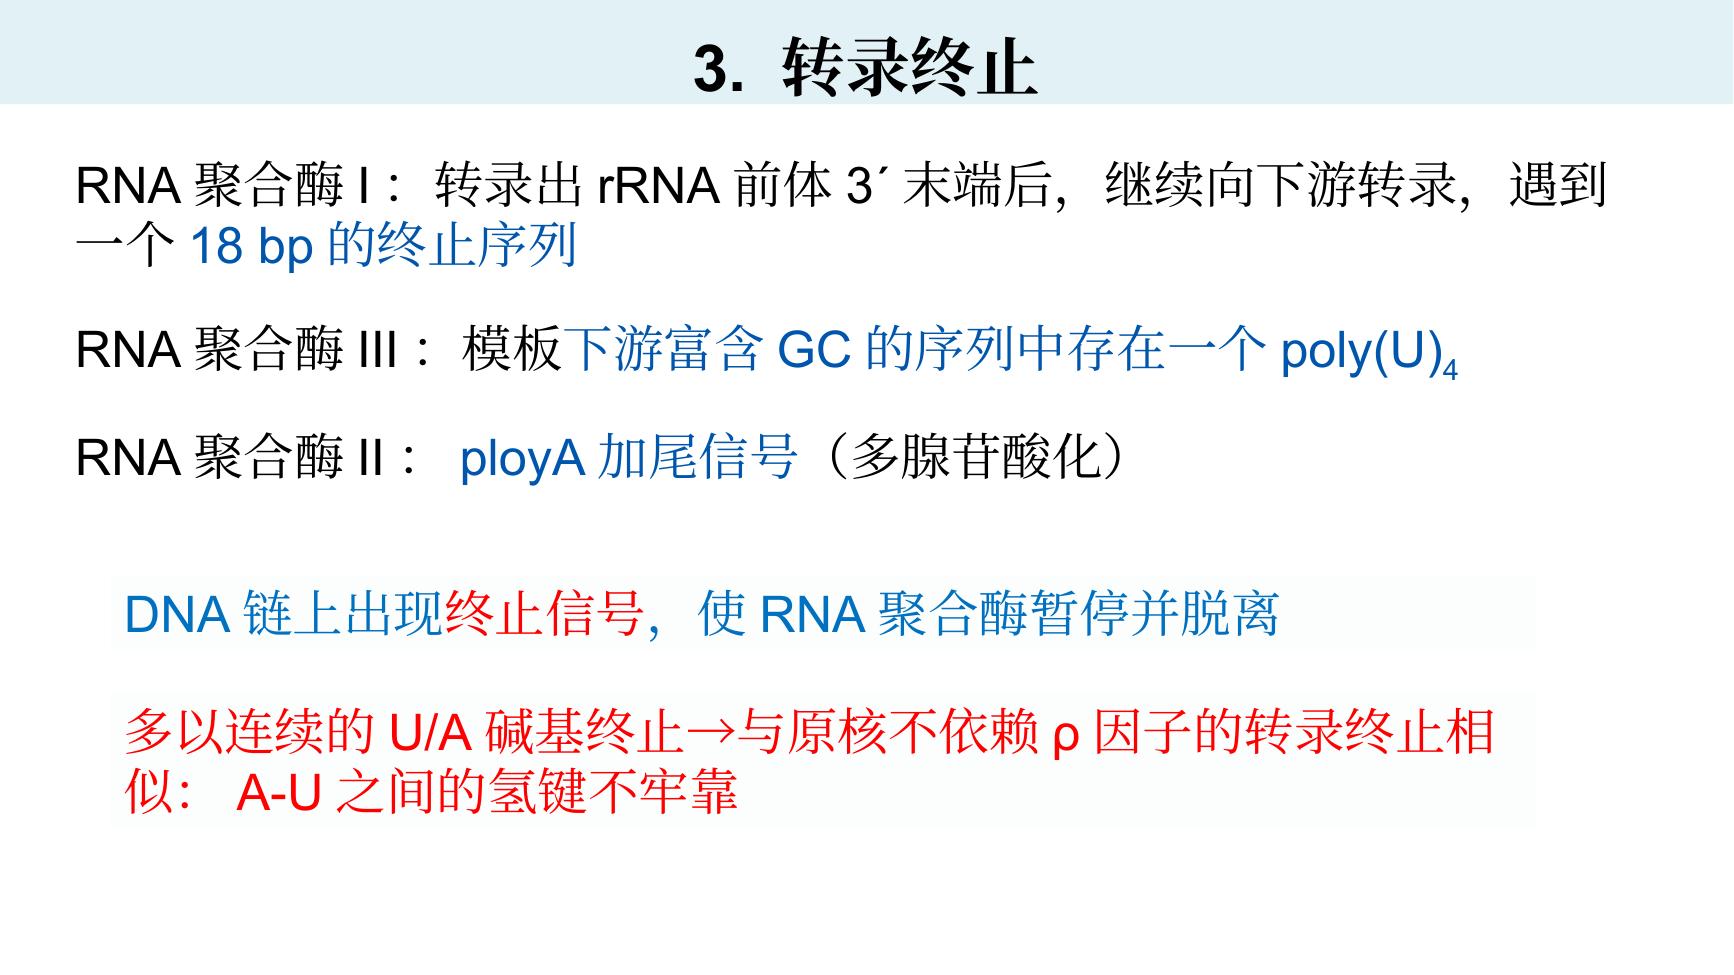 3. 转录终止
RNA 聚合酶 I：转录出 rRNA 前体 3´ 末端后，继续向下游转录，遇到
一个 18 bp 的终止序列
RNA 聚合酶 III：模板下游富含 GC 的序列中存在一个 poly(U)4
RNA 聚合酶 II： ployA 加尾信号（多腺苷酸化）
DNA 链上出现终止信号，使 RNA 聚合酶暂停并脱离
多以连续的 U/A 碱基终止→与原核不依赖 ρ 因子的转录终止相
似： A-U 之间的氢键不牢靠